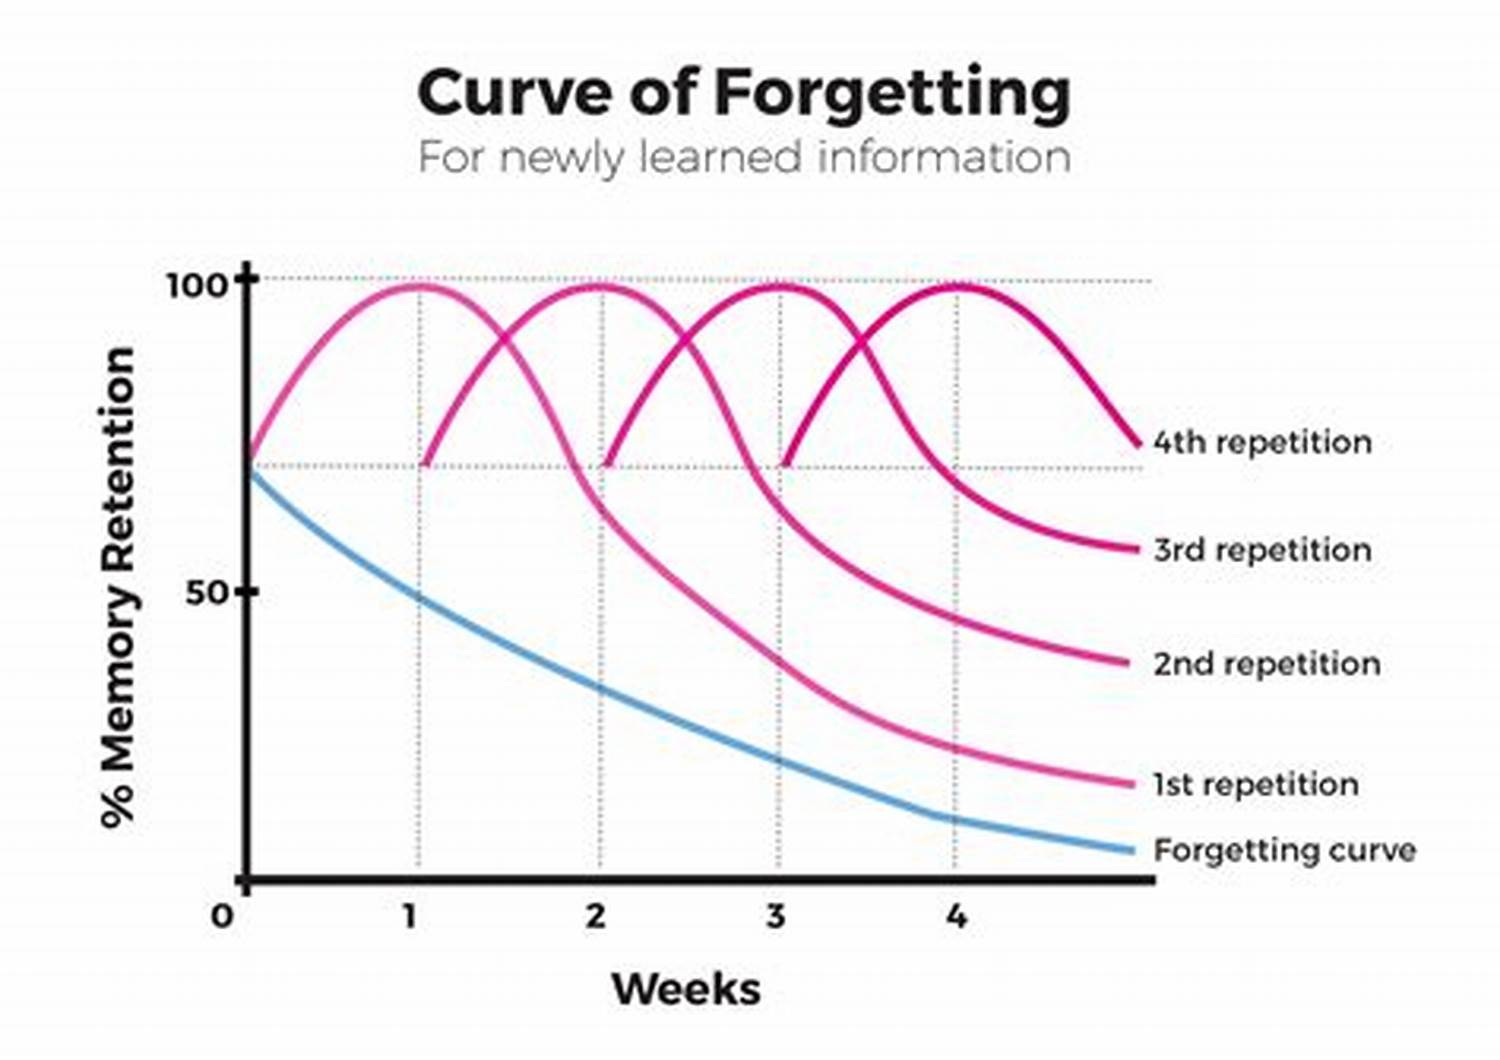 Curve of Forgetting
For newly learned information
% Memory Retention
100
50
4th repetition
3rd repetition
2nd repetition
1st repetition
Forgetting curve
0 1 2 3 4
Weeks